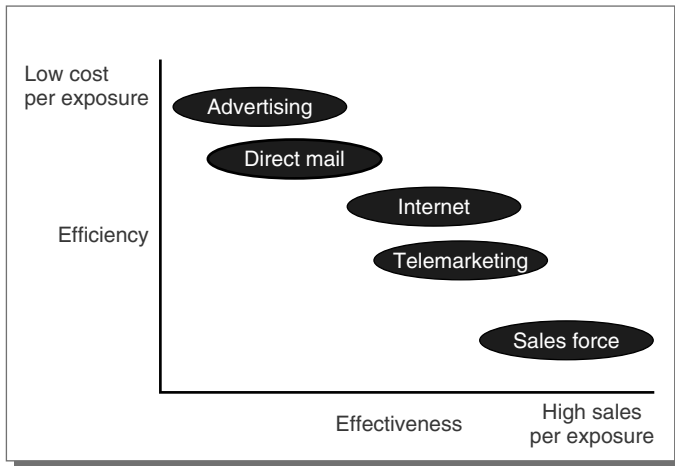 Low cost
per exposure
Advertising
Direct mail
Internet
Efficiency
Telemarketing
Sales force
Effectiveness
High sales
per exposure